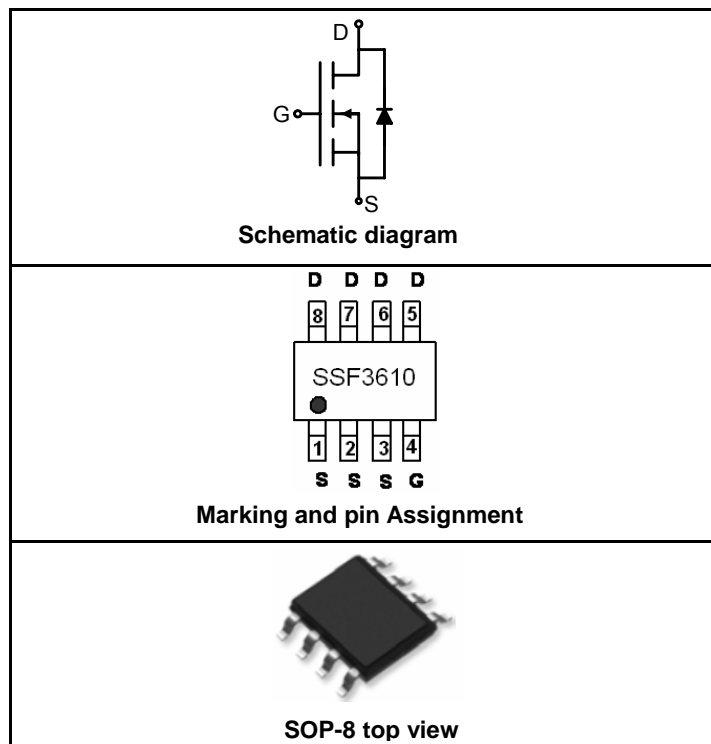 D
G
S
Schematic diagram
D D D D
8 7 6 5
SSF3610
1 2 3 4
S S S G
Marking and pin Assignment
SOP-8 top view